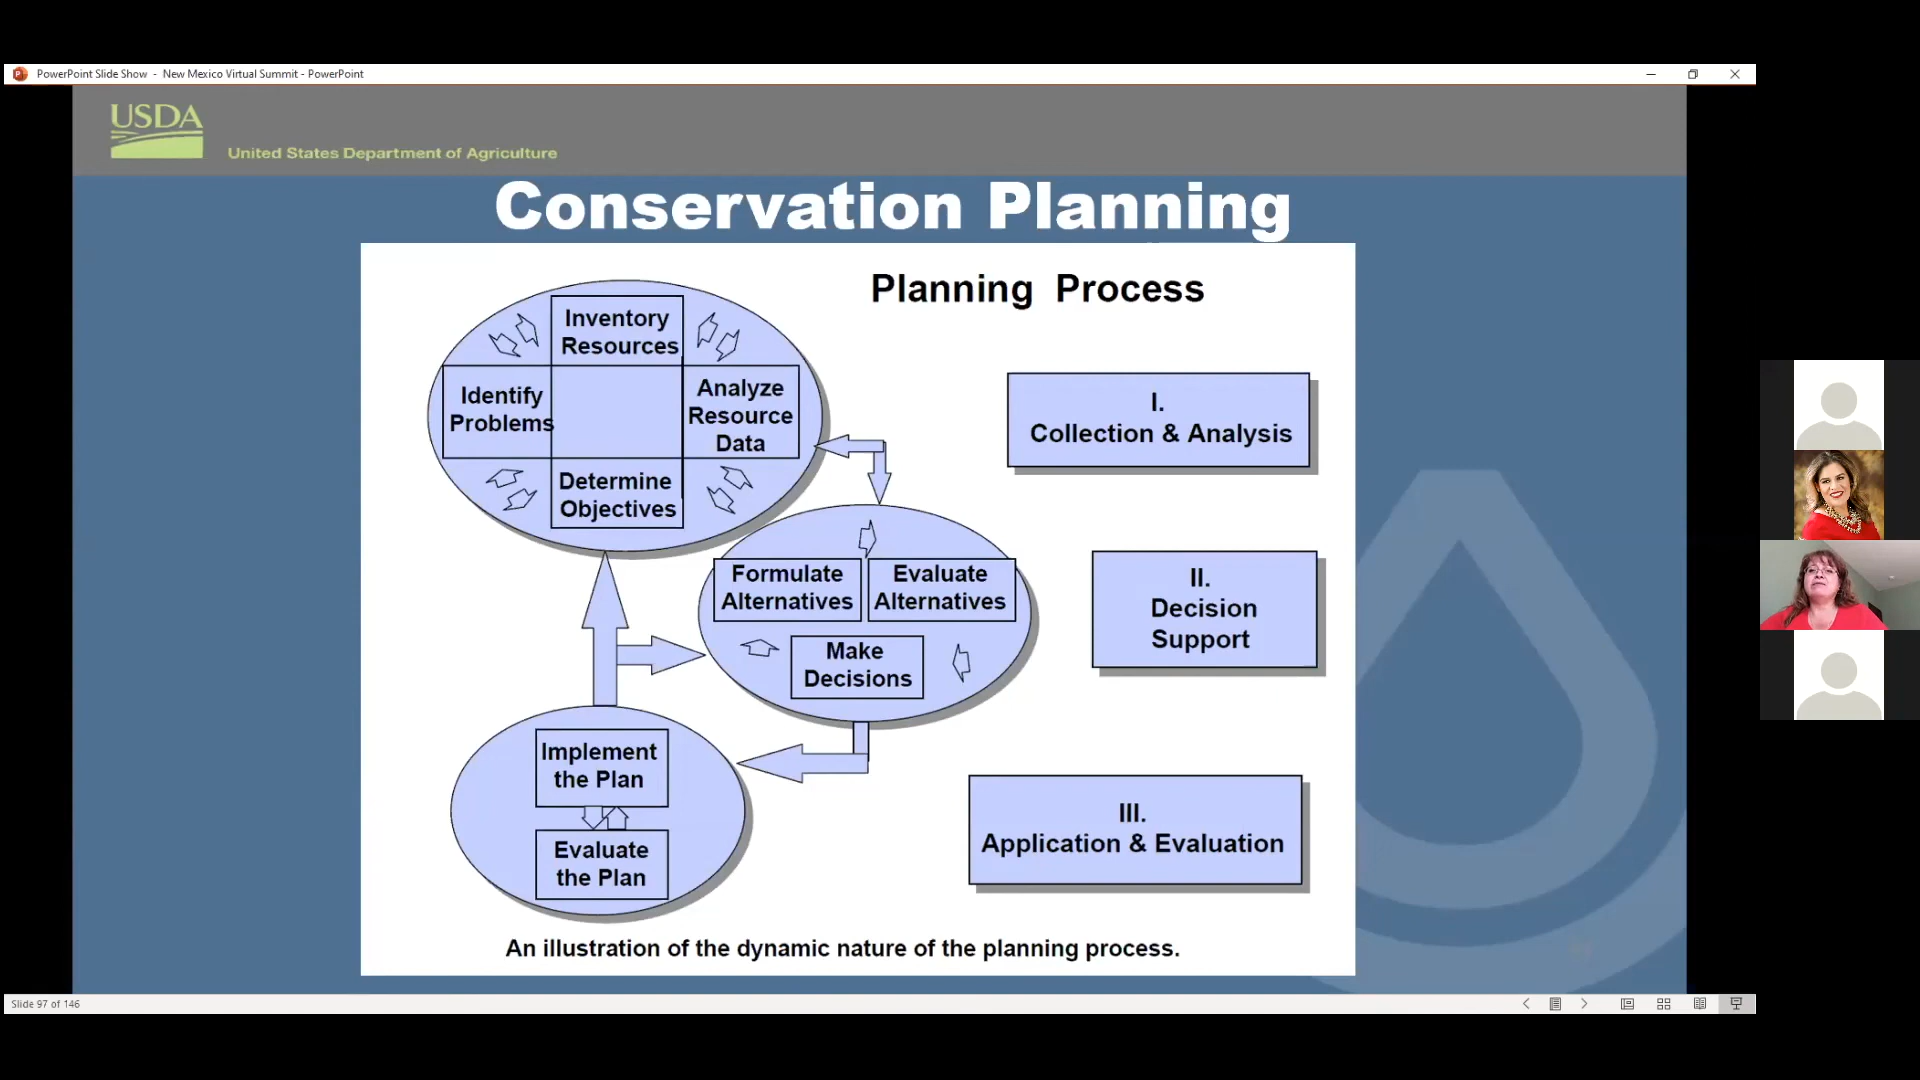 PowerPoint Slide Show - New Mexico Virtual Summit - PowerPoint
USDA
United States Department of Agriculture
Conservation Planning
Planning Process
Inventory
Resources
Identify
Problems
Analyze
Resource
Data
Determine
Objectives
I.
Collection & Analysis
Formulate
Alternatives
Evaluate
Alternatives
Make
Decisions
II.
Decision
Support
Implement
the Plan
Evaluate
the Plan
III.
Application & Evaluation
An illustration of the dynamic nature of the planning process.
Slide 97 of 146